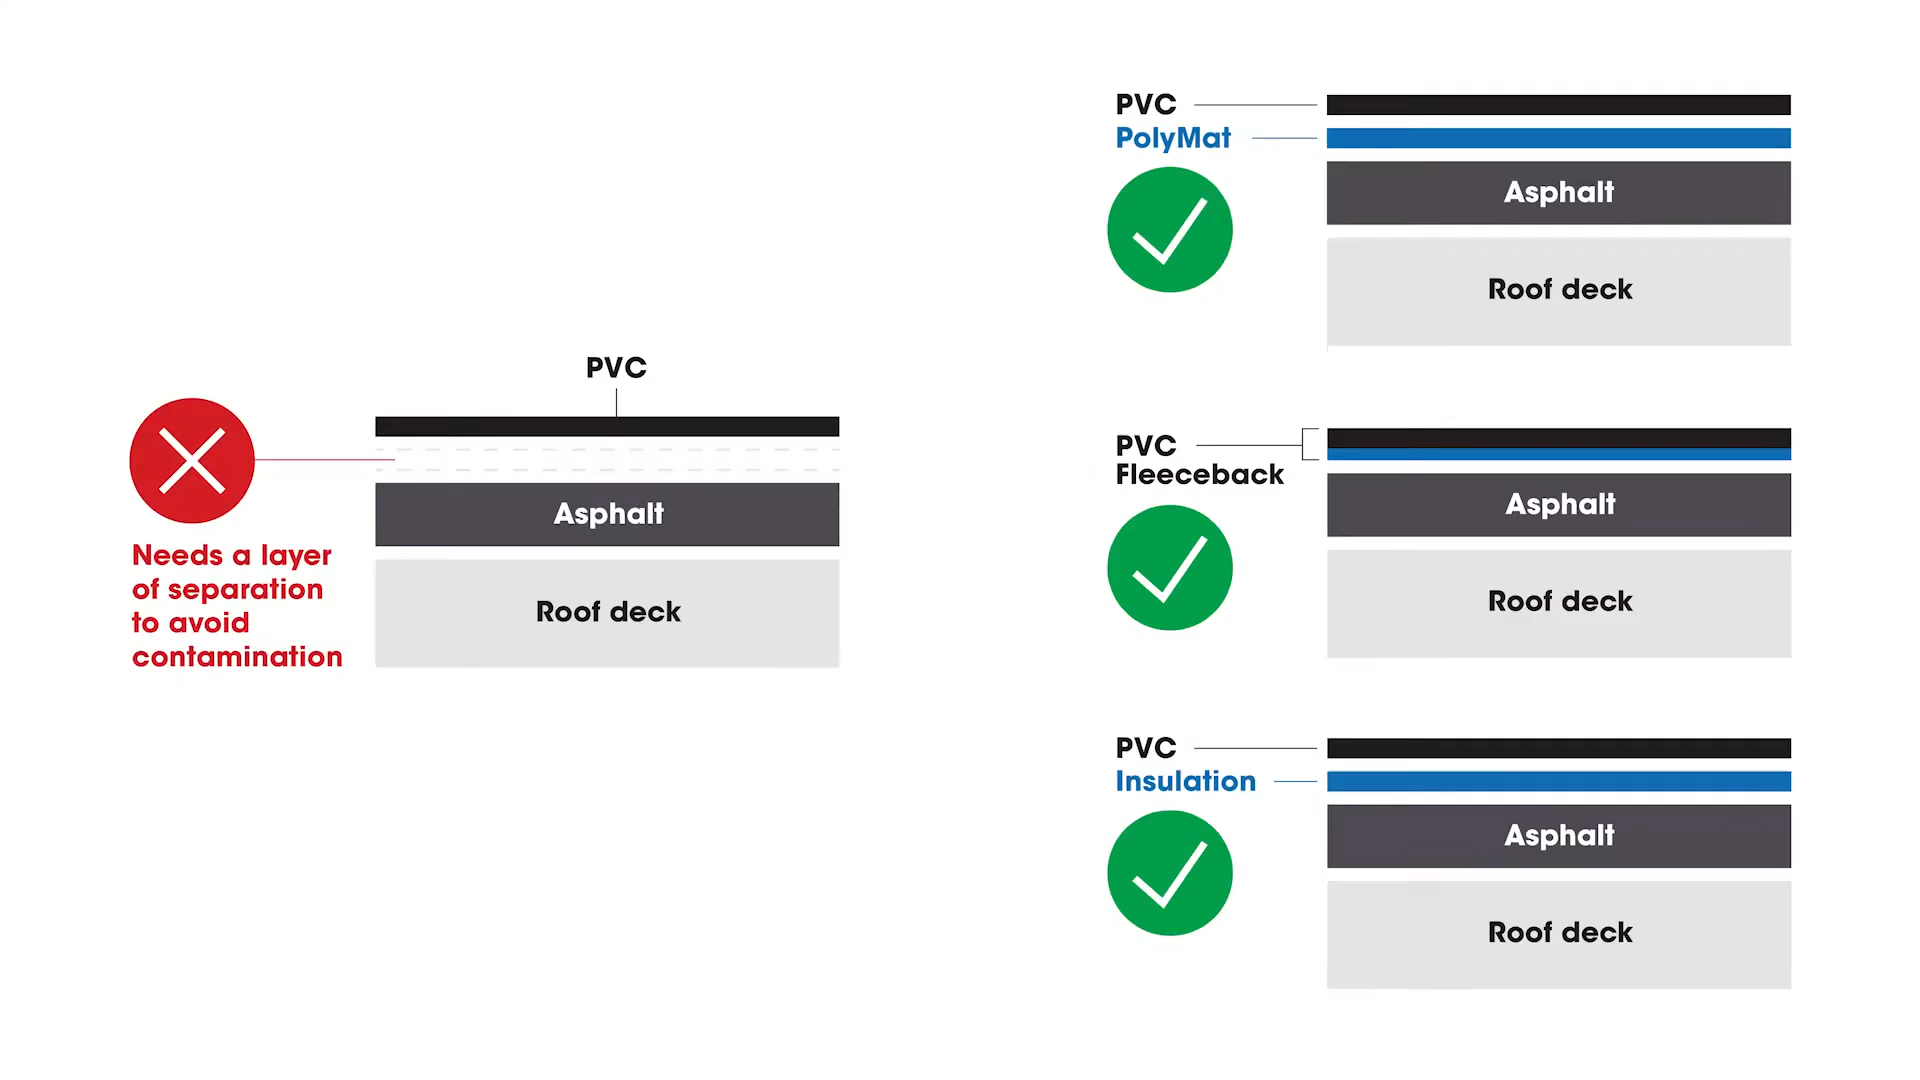 PVC
Asphalt
Roof deck
Needs a layer
of separation
to avoid
contamination
PVC
PolyMat
Asphalt
Roof deck
PVC
Fleeceback
Asphalt
Roof deck
PVC
Insulation
Asphalt
Roof deck